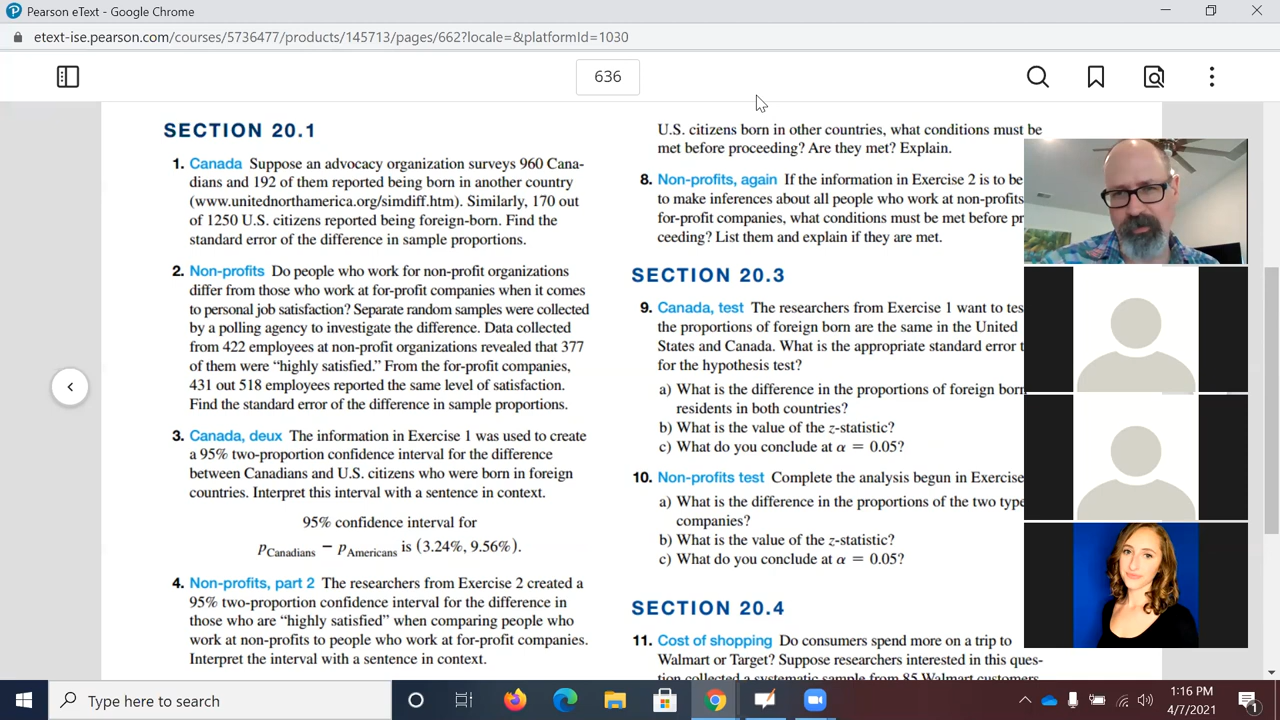 Pearson eText - Google Chrome
etext-ise.pearson.com/courses/5736477/products/145713/pages/662?locale=&platformId=1030
636
SECTION 20.1
1. Canada Suppose an advocacy organization surveys 960 Cana-
dians and 192 of them reported being born in another country
(www.unitednorthamerica.org/simdiff.htm). Similarly, 170 out
of 1250 U.S. citizens reported being foreign-born. Find the
standard error of the difference in sample proportions.
2. Non-profits Do people who work for non-profit organizations
differ from those who work at for-profit companies when it comes
to personal job satisfaction? Separate random samples were collected
by a polling agency to investigate the difference. Data collected
from 422 employees at non-profit organizations revealed that 377
of them were “highly satisfied.” From the for-profit companies,
431 out 518 employees reported the same level of satisfaction.
Find the standard error of the difference in sample proportions.
3. Canada, deux The information in Exercise 1 was used to create
a 95% two-proportion confidence interval for the difference
between Canadians and U.S. citizens who were born in foreign
countries. Interpret this interval with a sentence in context.
95% confidence interval for
pCanadians − pAmericans is (3.24%, 9.56%).
4. Non-profits, part 2 The researchers from Exercise 2 created a
95% two-proportion confidence interval for the difference in
those who are “highly satisfied” when comparing people who
work at non-profits to people who work at for-profit companies.
Interpret the interval with a sentence in context.
U.S. citizens born in other countries, what conditions must be
met before proceeding? Are they met? Explain.
8. Non-profits, again If the information in Exercise 2 is to be
to make inferences about all people who work at non-profits
for-profit companies, what conditions must be met before pr
ceeding? List them and explain if they are met.
SECTION 20.3
9. Canada, test The researchers from Exercise 1 want to tes
the proportions of foreign born are the same in the United
States and Canada. What is the appropriate standard error t
for the hypothesis test?
a) What is the difference in the proportions of foreign born
residents in both countries?
b) What is the value of the z-statistic?
c) What do you conclude at α = 0.05?
10. Non-profits test Complete the analysis begun in Exercise
a) What is the difference in the proportions of the two type
companies?
b) What is the value of the z-statistic?
c) What do you conclude at α = 0.05?
SECTION 20.4
11. Cost of shopping Do consumers spend more on a trip to
Walmart or Target? Suppose researchers interested in this ques-
tion collected a systematic sample from 85 Walmart customers
Type here to search
1:16 PM
4/7/2021